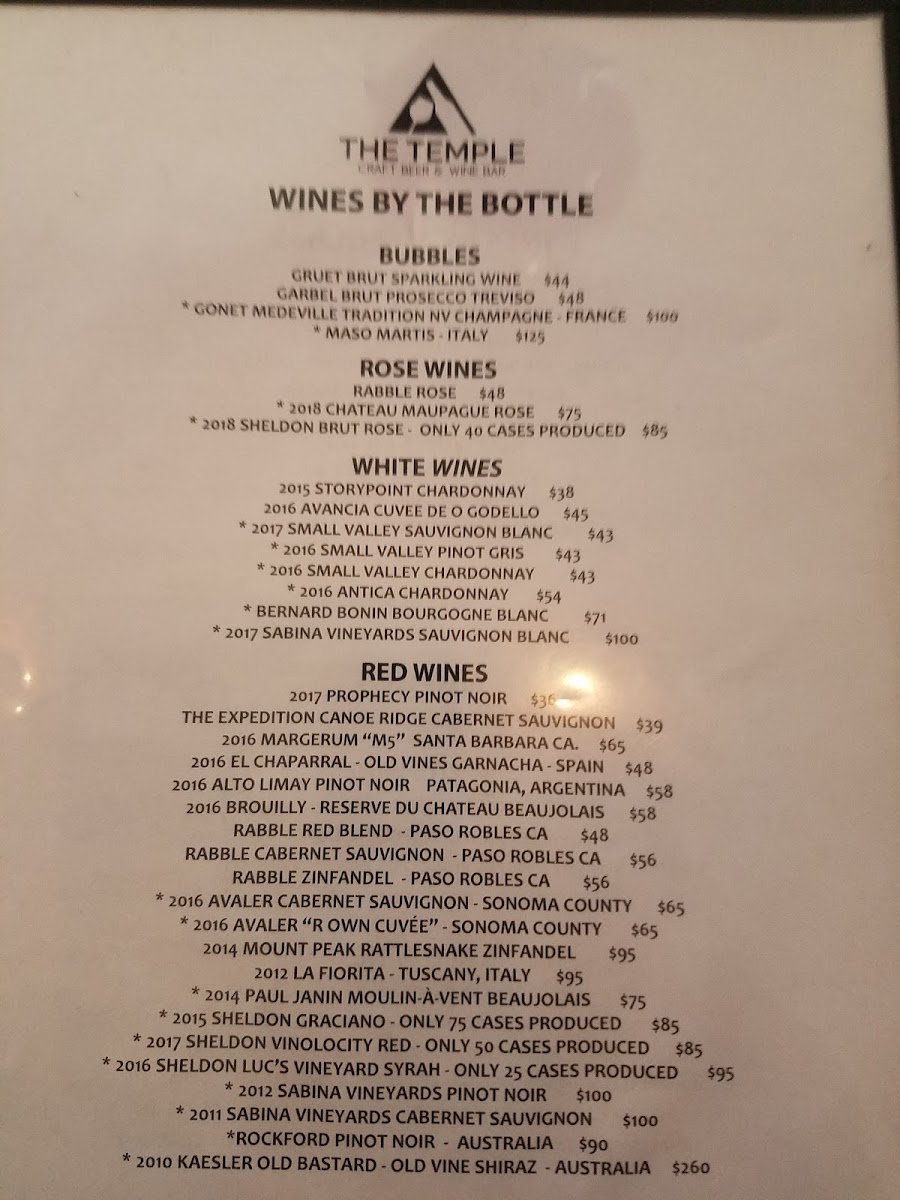 THE TEMPLE
CRAFT BEER & WINE BAR
WINES BY THE BOTTLE
BUBBLES
GRUET BRUT SPARKLING WINE $44
GARBEL BRUT PROSECCO TREVISO $48
* GONET MEDEVILLE TRADITION NV CHAMPAGNE - FRANCE $100
* MASO MARTIS - ITALY $125
ROSE WINES
RABBLE ROSE $48
* 2018 CHATEAU MAUPAGUE ROSE $75
* 2018 SHELDON BRUT ROSE - ONLY 40 CASES PRODUCED $85
WHITE WINES
2015 STORYPOINT CHARDONNAY $38
2016 AVANCIA CUVEE DE O GODELLO $45
* 2017 SMALL VALLEY SAUVIGNON BLANC $43
* 2016 SMALL VALLEY PINOT GRIS $43
* 2016 SMALL VALLEY CHARDONNAY $43
* 2016 ANTICA CHARDONNAY $54
* BERNARD BONIN BOURGOGNE BLANC $71
* 2017 SABINA VINEYARDS SAUVIGNON BLANC $100
RED WINES
2017 PROPHECY PINOT NOIR $36
THE EXPEDITION CANOE RIDGE CABERNET SAUVIGNON $39
2016 MARGERUM “M5” SANTA BARBARA CA. $65
2016 EL CHAPARRAL - OLD VINES GARNACHA - SPAIN $48
2016 ALTO LIMAY PINOT NOIR PATAGONIA, ARGENTINA $58
2016 BROUILLY - RESERVE DU CHATEAU BEAUJOLAIS $58
RABBLE RED BLEND - PASO ROBLES CA $48
RABBLE CABERNET SAUVIGNON - PASO ROBLES CA $56
RABBLE ZINFANDEL - PASO ROBLES CA $56
* 2016 AVALER CABERNET SAUVIGNON - SONOMA COUNTY $65
* 2016 AVALER “R OWN CUVÉE” - SONOMA COUNTY $65
2014 MOUNT PEAK RATTLESNAKE ZINFANDEL $95
2012 LA FIORITA - TUSCANY, ITALY $95
* 2014 PAUL JANIN MOULIN-À-VENT BEAUJOLAIS $75
* 2015 SHELDON GRACIANO - ONLY 75 CASES PRODUCED $85
* 2017 SHELDON VINOLOCITY RED - ONLY 50 CASES PRODUCED $85
* 2016 SHELDON LUC'S VINEYARD SYRAH - ONLY 25 CASES PRODUCED $95
* 2012 SABINA VINEYARDS PINOT NOIR $100
* 2011 SABINA VINEYARDS CABERNET SAUVIGNON $100
*ROCKFORD PINOT NOIR - AUSTRALIA $90
* 2010 KAESLER OLD BASTARD - OLD VINE SHIRAZ - AUSTRALIA $260